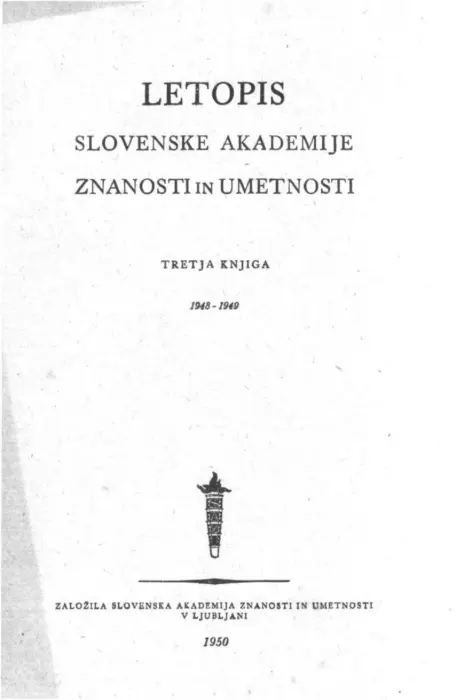 LETOPIS
SLOVENSKE AKADEMIJE
ZNANOSTI IN UMETNOSTI
TRETJA KNJIGA
1948-1949
ZALOŽILA SLOVENSKA AKADEMIJA ZNANOSTI IN UMETNOSTI
V LJUBLJANI
1950